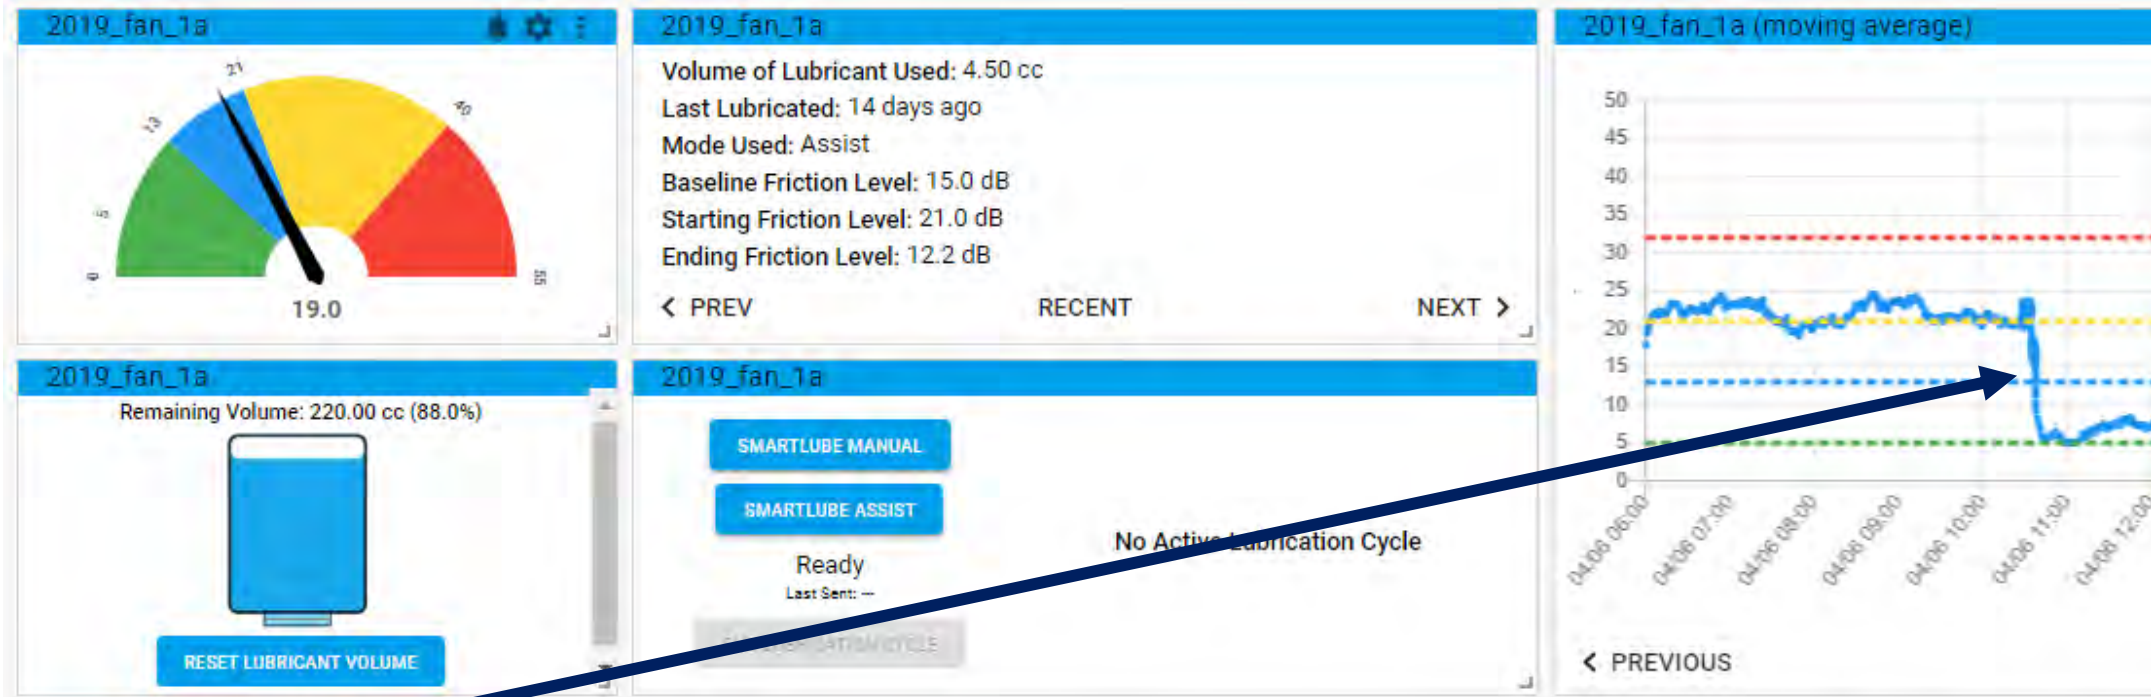 2019_fan_1a
0
5
13
21
40
55
19.0
2019_fan_1a
Volume of Lubricant Used: 4.50 cc
Last Lubricated: 14 days ago
Mode Used: Assist
Baseline Friction Level: 15.0 dB
Starting Friction Level: 21.0 dB
Ending Friction Level: 12.2 dB
< PREV RECENT NEXT >
2019_fan_1a (moving average)
50
45
40
35
30
25
20
15
10
5
0
04/06 06:00 04/06 07:00 04/06 08:00 04/06 09:00 04/06 10:00 04/06 11:00 04/06 12:00
< PREVIOUS
2019_fan_1a
Remaining Volume: 220.00 cc (88.0%)
RESET LUBRICANT VOLUME
2019_fan_1a
SMARTLUBE MANUAL
SMARTLUBE ASSIST
Ready
Last Sent: ---
CYCLE
No Active Lubrication Cycle